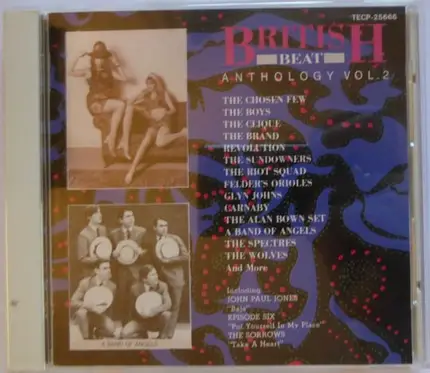 TECP-25666
BRITISH
BEAT
ANTHOLOGY VOL.2
THE CHOSEN FEW
THE BOYS
THE CLIQUE
THE BRAND
REVOLUTION
THE SUNDOWNERS
THE RIOT SQUAD
FELDER'S ORIOLES
GLYN JOHNS
CARNABY
THE ALAN BOWN SET
A BAND OF ANGELS
THE SPECTRES
THE WOLVES
And More
Including
JOHN PAUL JONES
"Baja"
EPISODE SIX
"Put Yourself In My Place"
THE SORROWS
"Take A Heart"
A BAND OF ANGELS